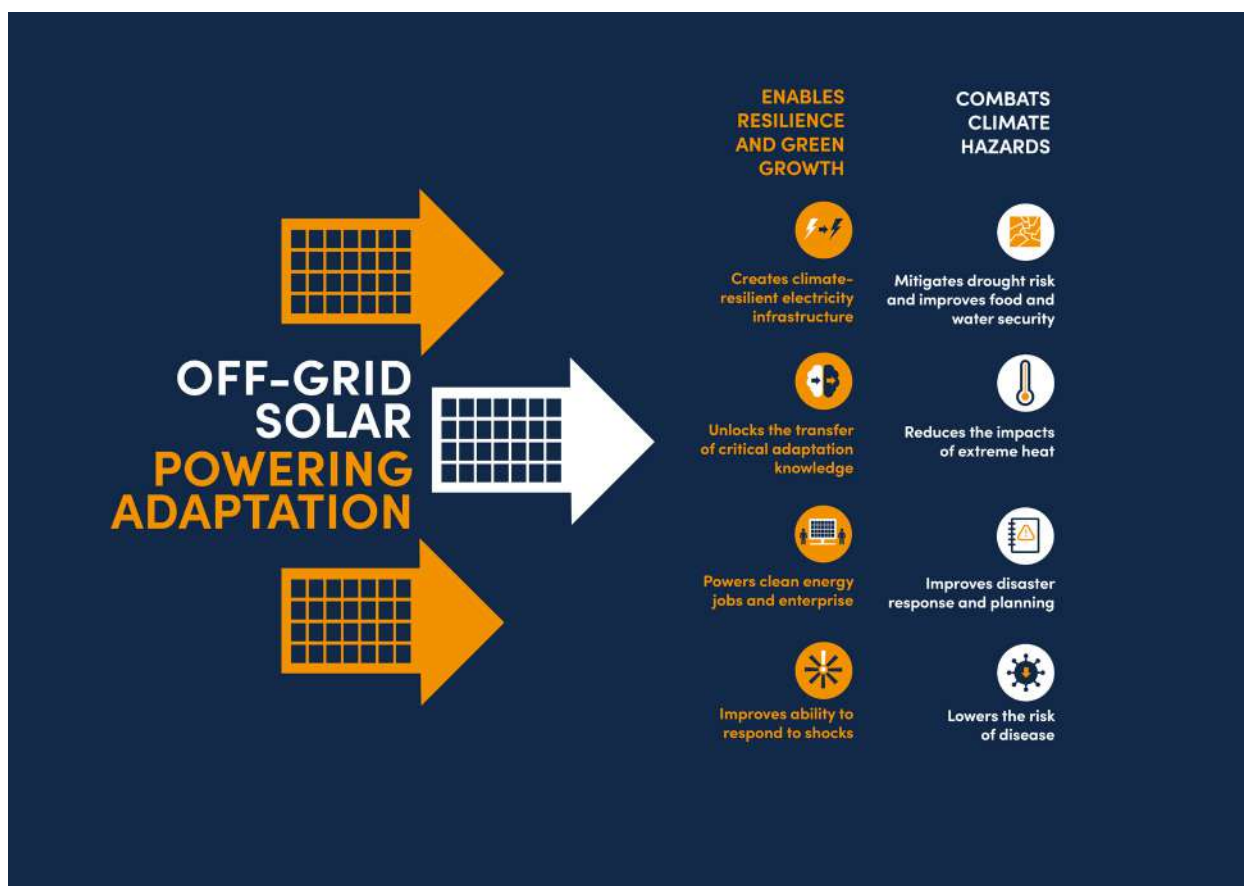 OFF-GRID
SOLAR
POWERING
ADAPTATION
ENABLES
RESILIENCE
AND GREEN
GROWTH
Creates climate-
resilient electricity
infrastructure
Unlocks the transfer
of critical adaptation
knowledge
Powers clean energy
jobs and enterprise
Improves ability to
respond to shocks
COMBATS
CLIMATE
HAZARDS
Mitigates drought risk
and improves food and
water security
Reduces the impacts
of extreme heat
Improves disaster
response and planning
Lowers the risk
of disease